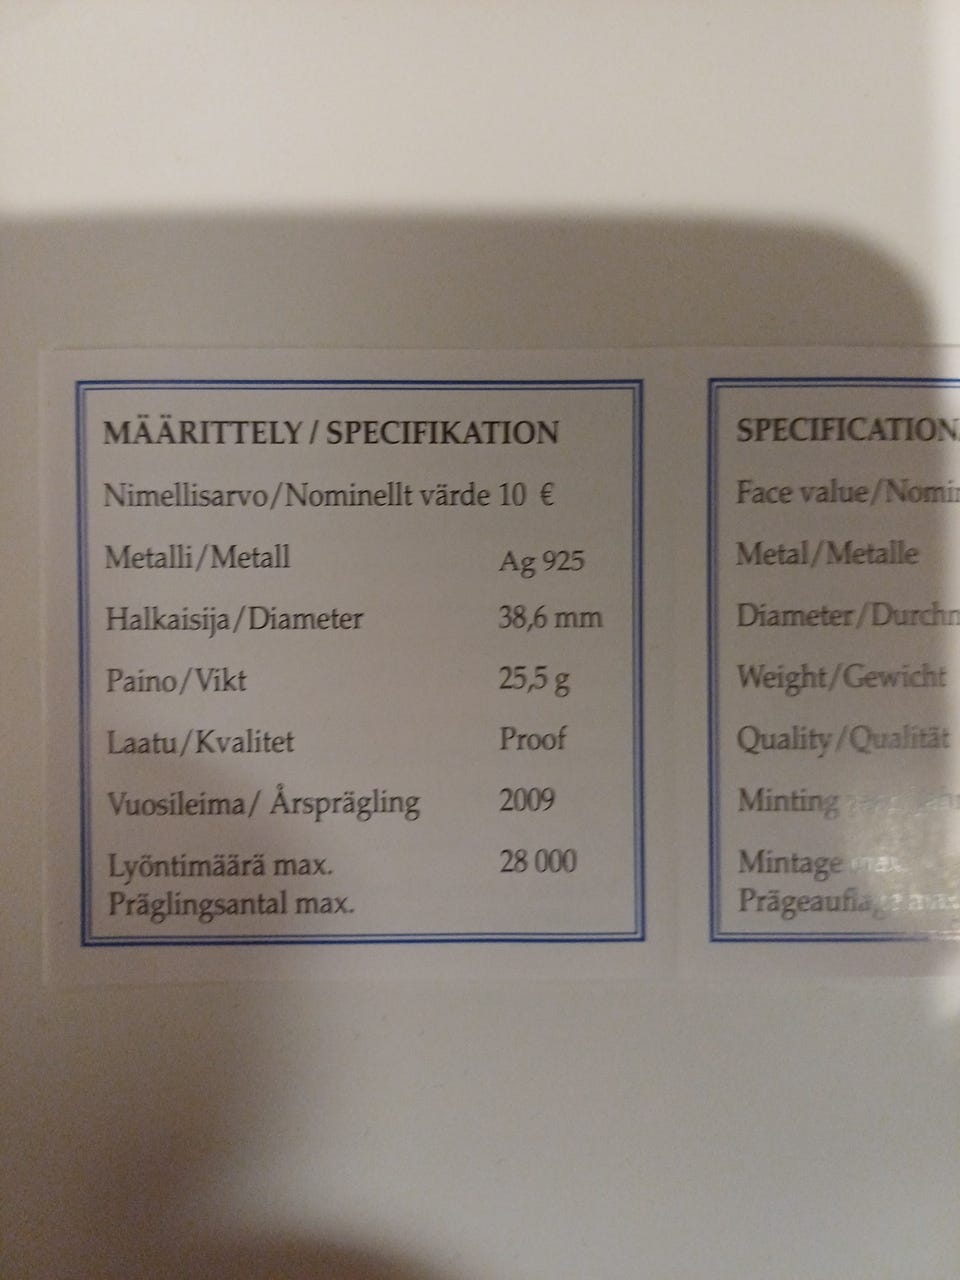 MÄÄRITTELY / SPECIFIKATION
Nimellisarvo/Nominellt värde 10 €
Metalli/Metall Ag 925
Halkaisija/Diameter 38,6 mm
Paino/Vikt 25,5 g
Laatu/Kvalitet Proof
Vuosileima/ Årsprägling 2009
Lyöntimäärä max. 28 000
Präglingsantal max.
SPECIFICATION
Face value/
Metal/Metalle
Diameter/
Weight/Gewicht
Quality/Qualität
Minting
Mintage